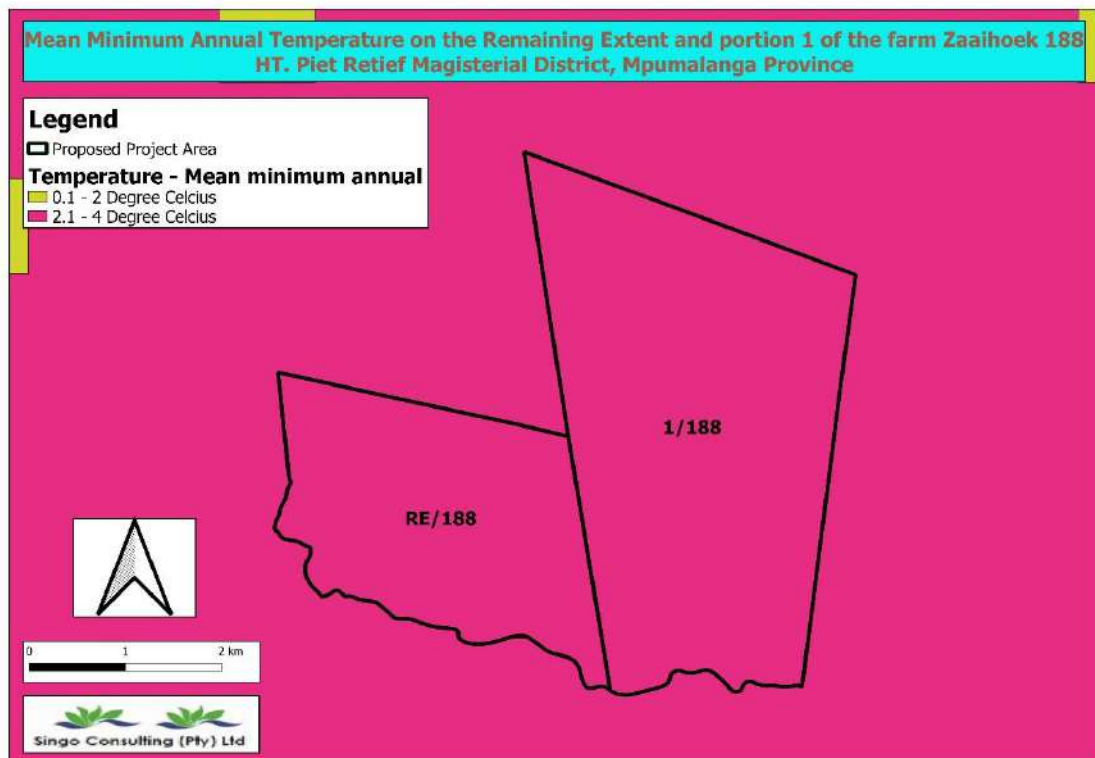 Mean Minimum Annual Temperature on the Remaining Extent and portion 1 of the farm Zaaihoek 188
HT. Piet Retief Magisterial District, Mpumalanga Province
Legend
Proposed Project Area
Temperature - Mean minimum annual
0.1 - 2 Degree Celcius
2.1 - 4 Degree Celcius
1/188
RE/188
0 1 2 km
Singo Consulting (Pty) Ltd